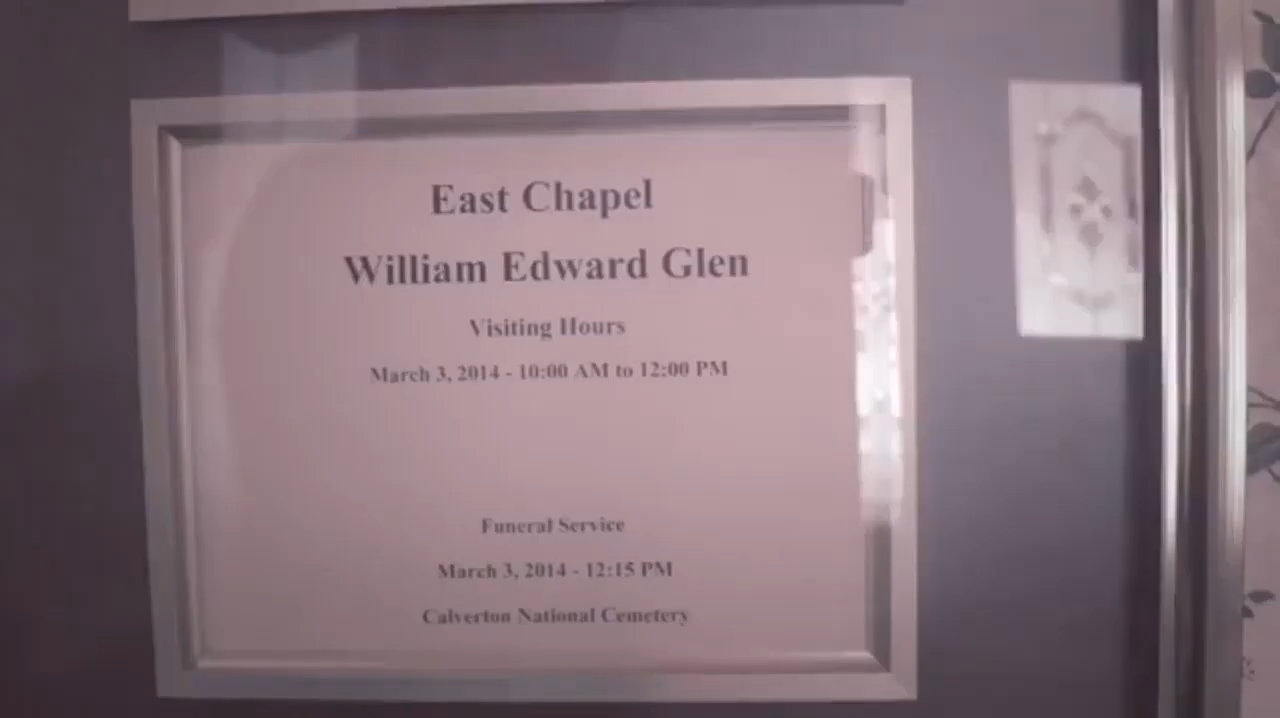 East Chapel
William Edward Glen
Visiting Hours
March 3, 2014 - 10:00 AM to 12:00 PM
Funeral Service
March 3, 2014 - 12:15 PM
Calverton National Cemetery